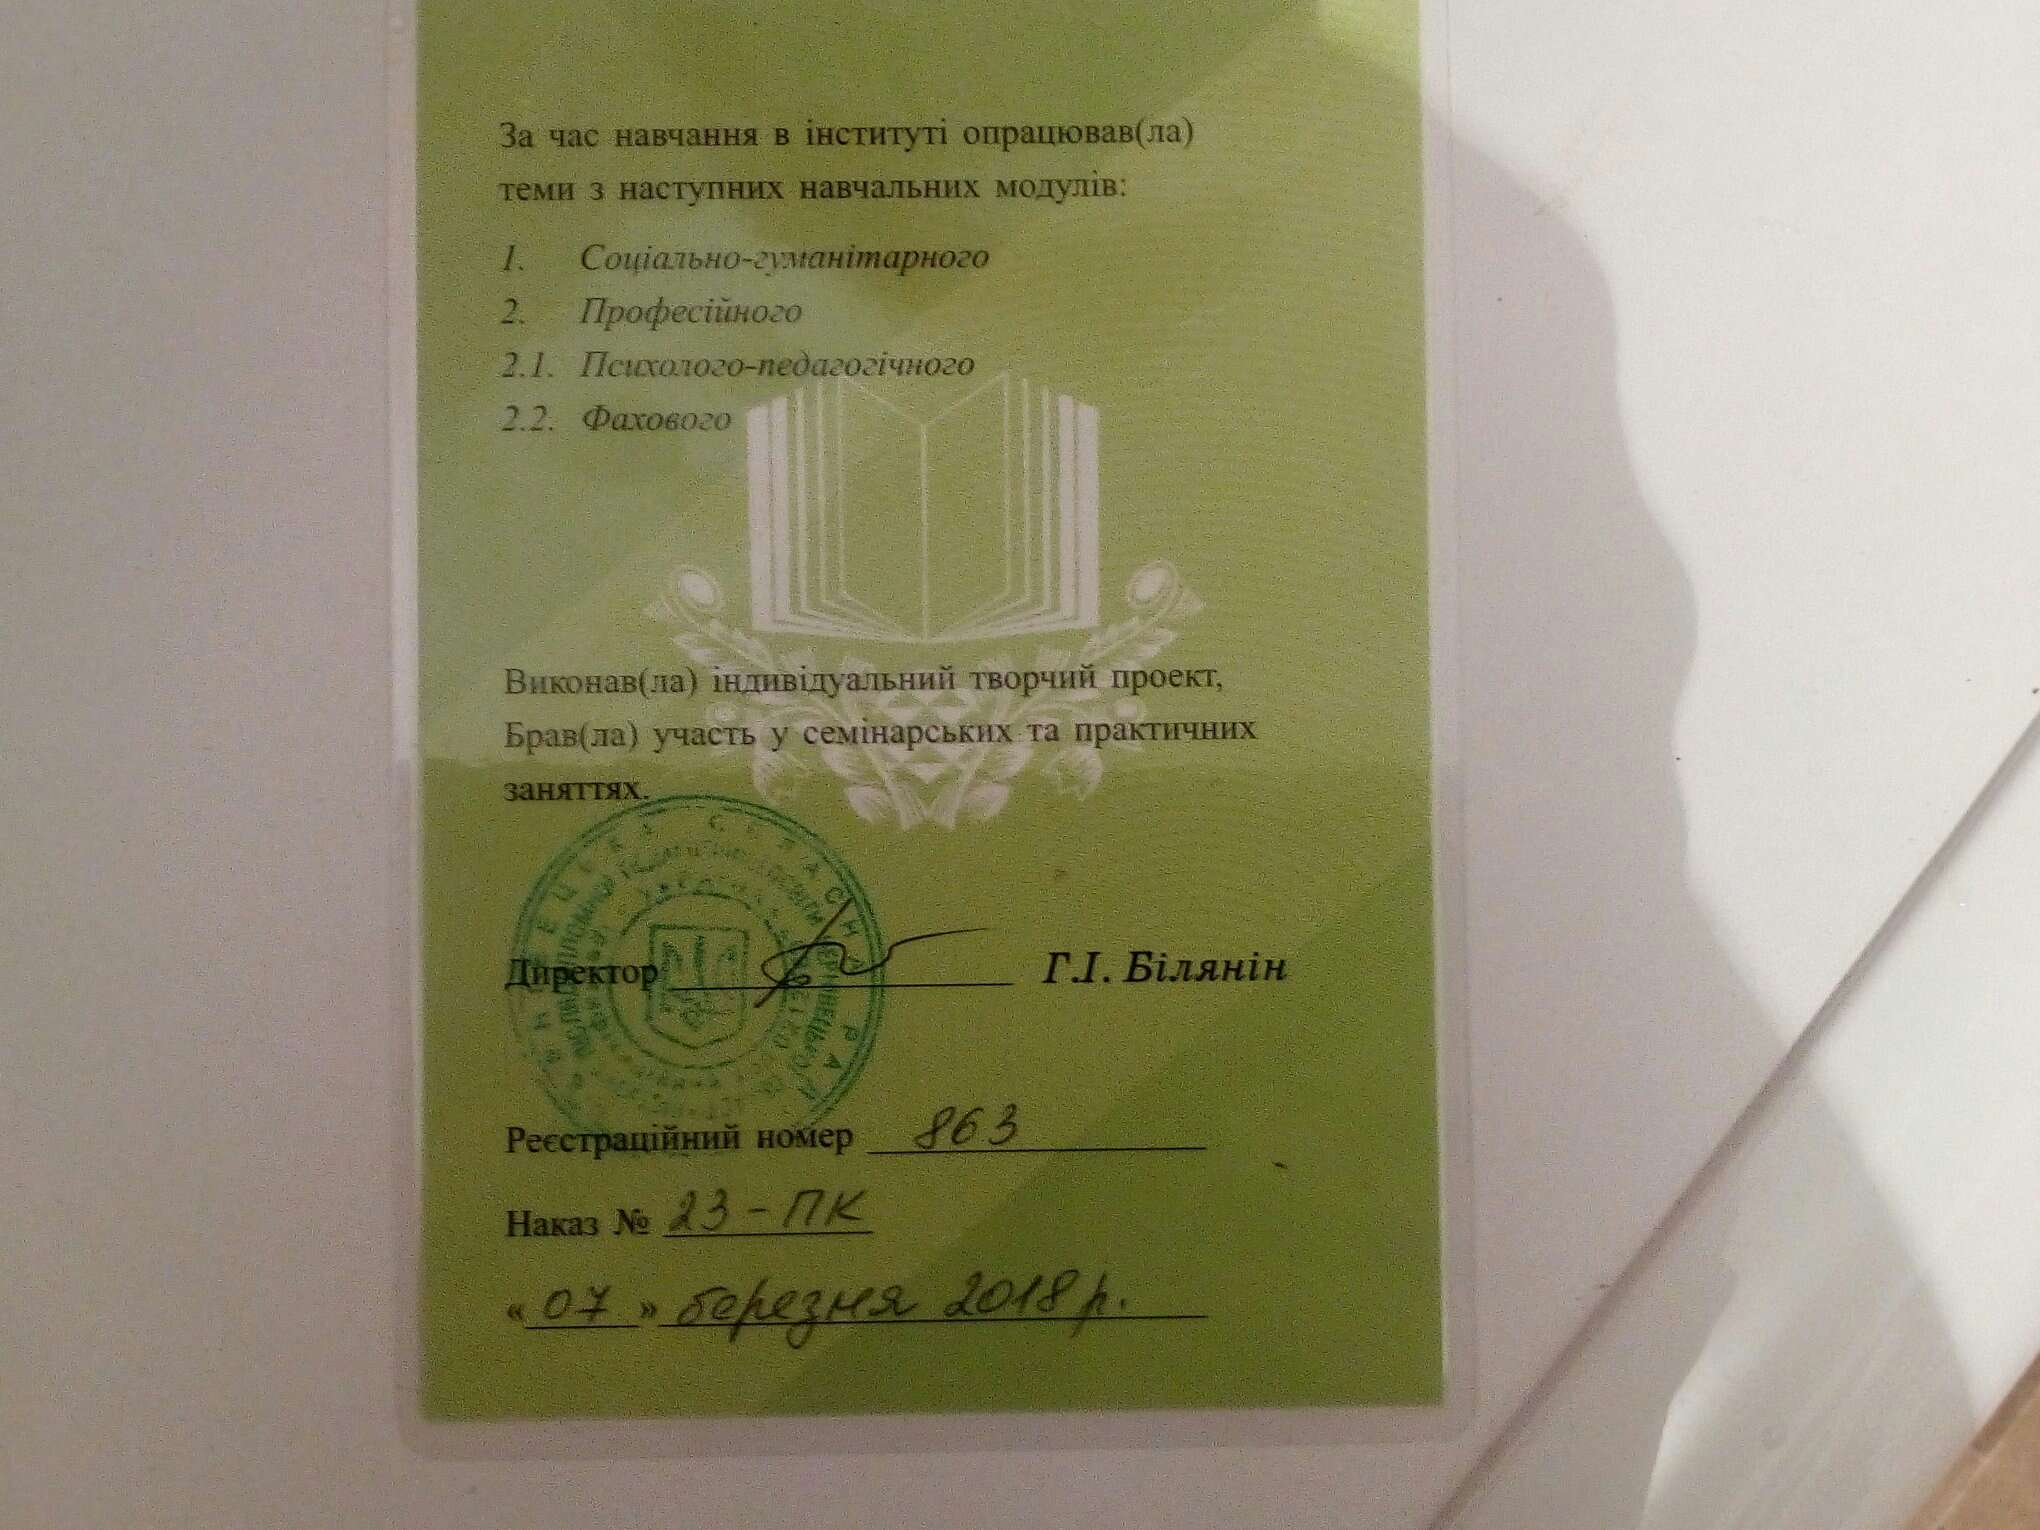 За час навчання в інституті опрацював(ла)
теми з наступних навчальних модулів:
1. Соціально-гуманітарного
2. Професійного
2.1. Психолого-педагогічного
2.2. Фахового
Виконав(ла) індивідуальний творчий проект,
Брав(ла) участь у семінарських та практичних
заняттях.
Директор Г.І. Білянін
Реєстраційний номер 863
Наказ № 23-ПК
« 07 » березня 2018 р.